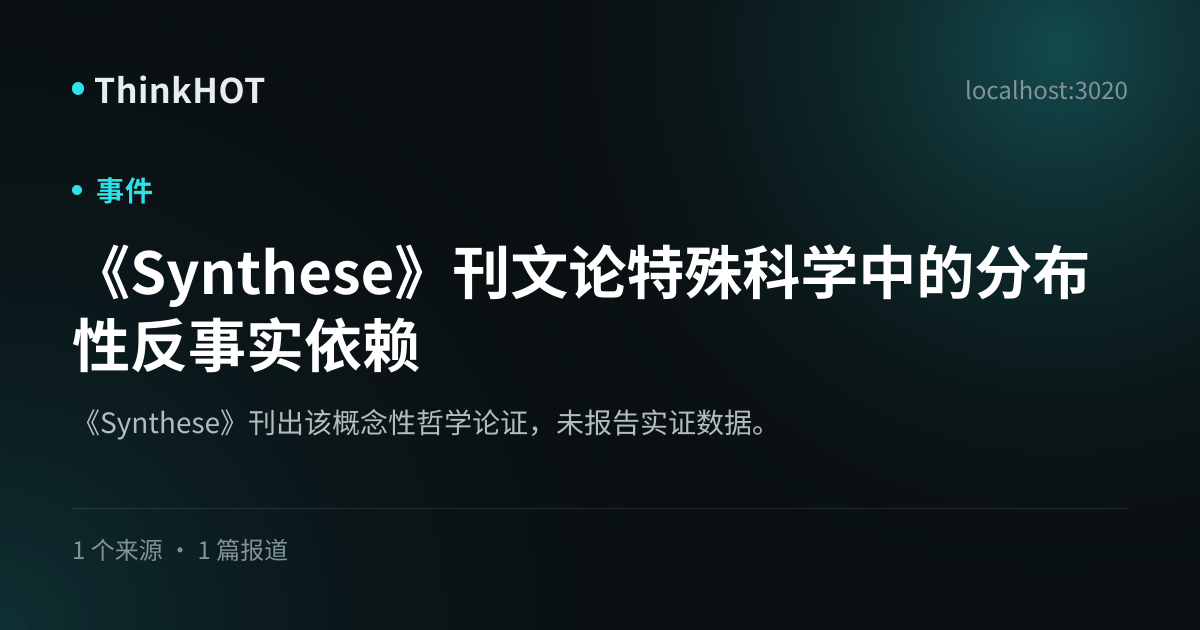 ThinkHOT
localhost:3020
事件
《Synthese》刊文论特殊科学中的分布
性反事实依赖
《Synthese》刊出该概念性哲学论证，未报告实证数据。
1 个来源 · 1 篇报道